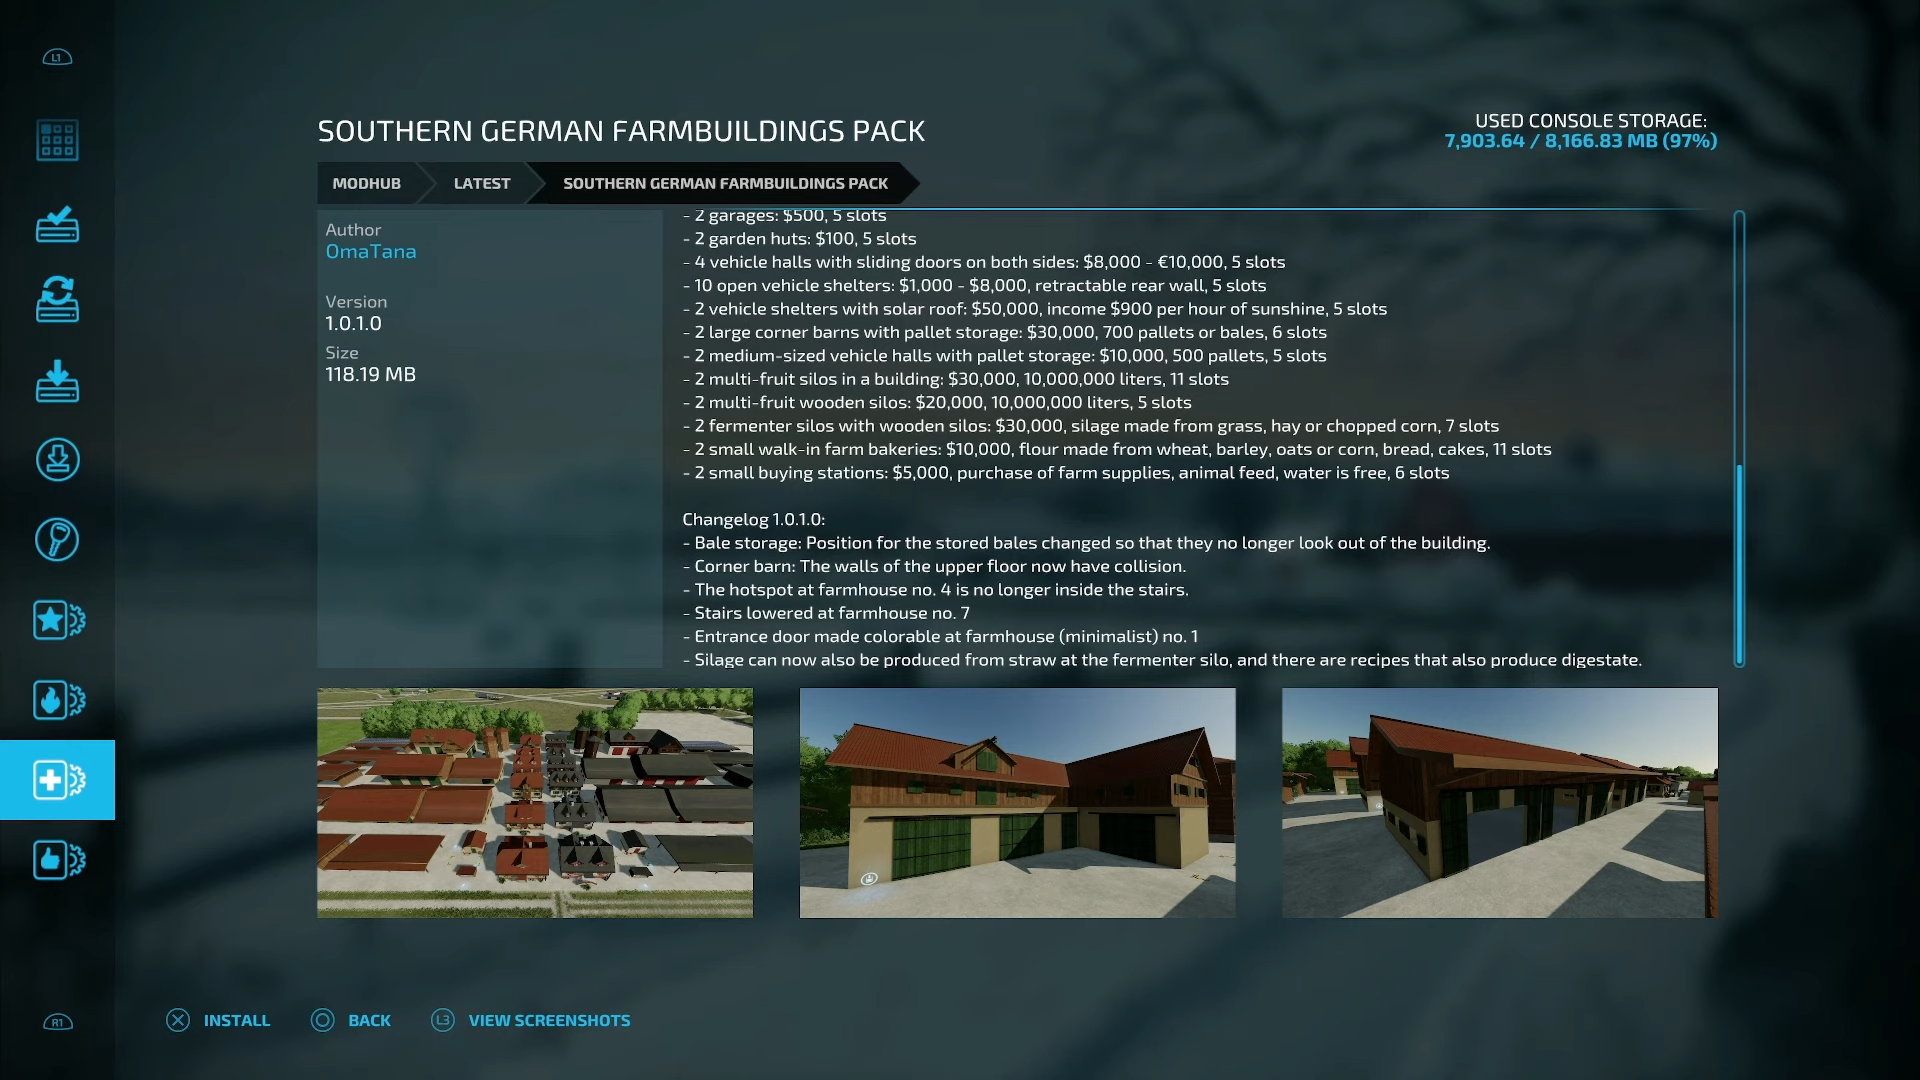 L1
SOUTHERN GERMAN FARMBUILDINGS PACK
USED CONSOLE STORAGE:
7,903.64 / 8,166.83 MB (97%)
MODHUB
LATEST
SOUTHERN GERMAN FARMBUILDINGS PACK
Author
OmaTana
Version
1.0.1.0
Size
118.19 MB
- 2 garages: $500, 5 slots
- 2 garden huts: $100, 5 slots
- 4 vehicle halls with sliding doors on both sides: $8,000 - €10,000, 5 slots
- 10 open vehicle shelters: $1,000 - $8,000, retractable rear wall, 5 slots
- 2 vehicle shelters with solar roof: $50,000, income $900 per hour of sunshine, 5 slots
- 2 large corner barns with pallet storage: $30,000, 700 pallets or bales, 6 slots
- 2 medium-sized vehicle halls with pallet storage: $10,000, 500 pallets, 5 slots
- 2 multi-fruit silos in a building: $30,000, 10,000,000 liters, 11 slots
- 2 multi-fruit wooden silos: $20,000, 10,000,000 liters, 5 slots
- 2 fermenter silos with wooden silos: $30,000, silage made from grass, hay or chopped corn, 7 slots
- 2 small walk-in farm bakeries: $10,000, flour made from wheat, barley, oats or corn, bread, cakes, 11 slots
- 2 small buying stations: $5,000, purchase of farm supplies, animal feed, water is free, 6 slots
Changelog 1.0.1.0:
- Bale storage: Position for the stored bales changed so that they no longer look out of the building.
- Corner barn: The walls of the upper floor now have collision.
- The hotspot at farmhouse no. 4 is no longer inside the stairs.
- Stairs lowered at farmhouse no. 7
- Entrance door made colorable at farmhouse (minimalist) no. 1
- Silage can now also be produced from straw at the fermenter silo, and there are recipes that also produce digestate.
R1
INSTALL
BACK
L3 VIEW SCREENSHOTS